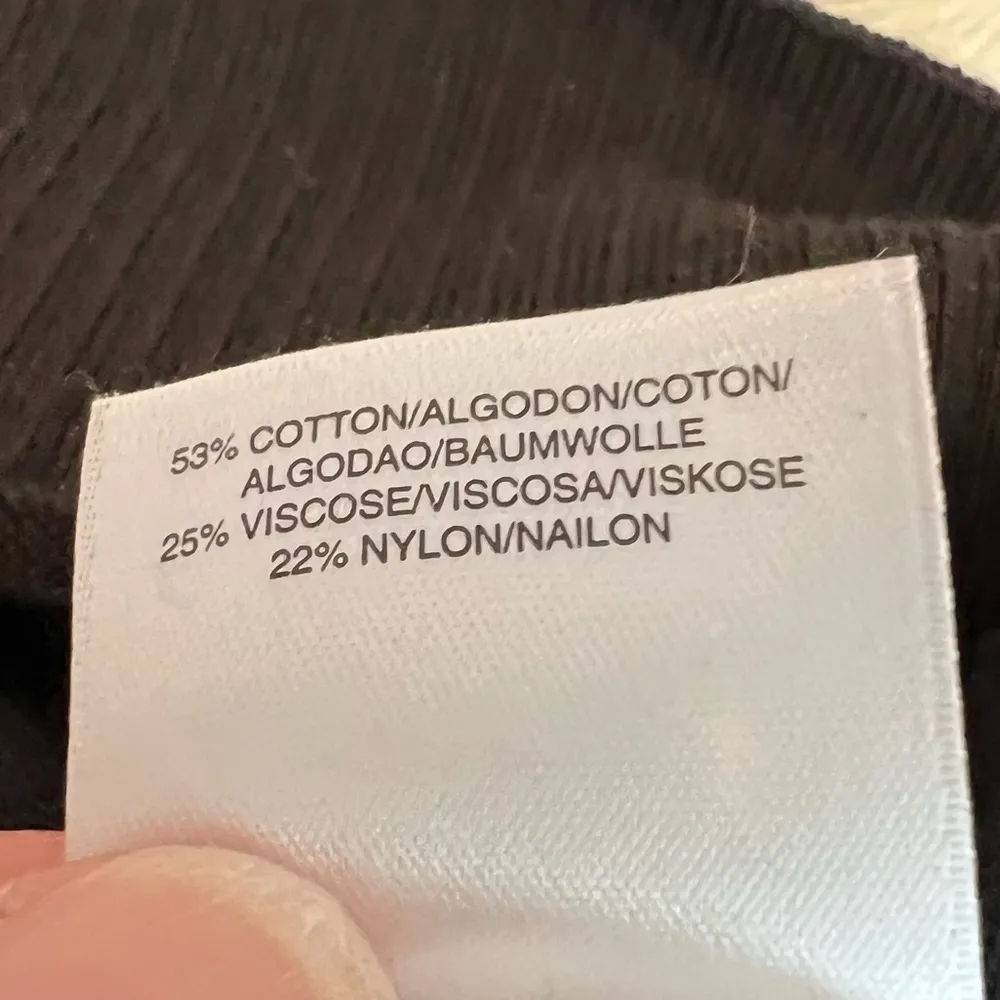 53% COTTON/ALGODON/COTON/
ALGODAO/BAUMWOLLE
25% VISCOSE/VISCOSA/VISKOSE
22% NYLON/NAILON